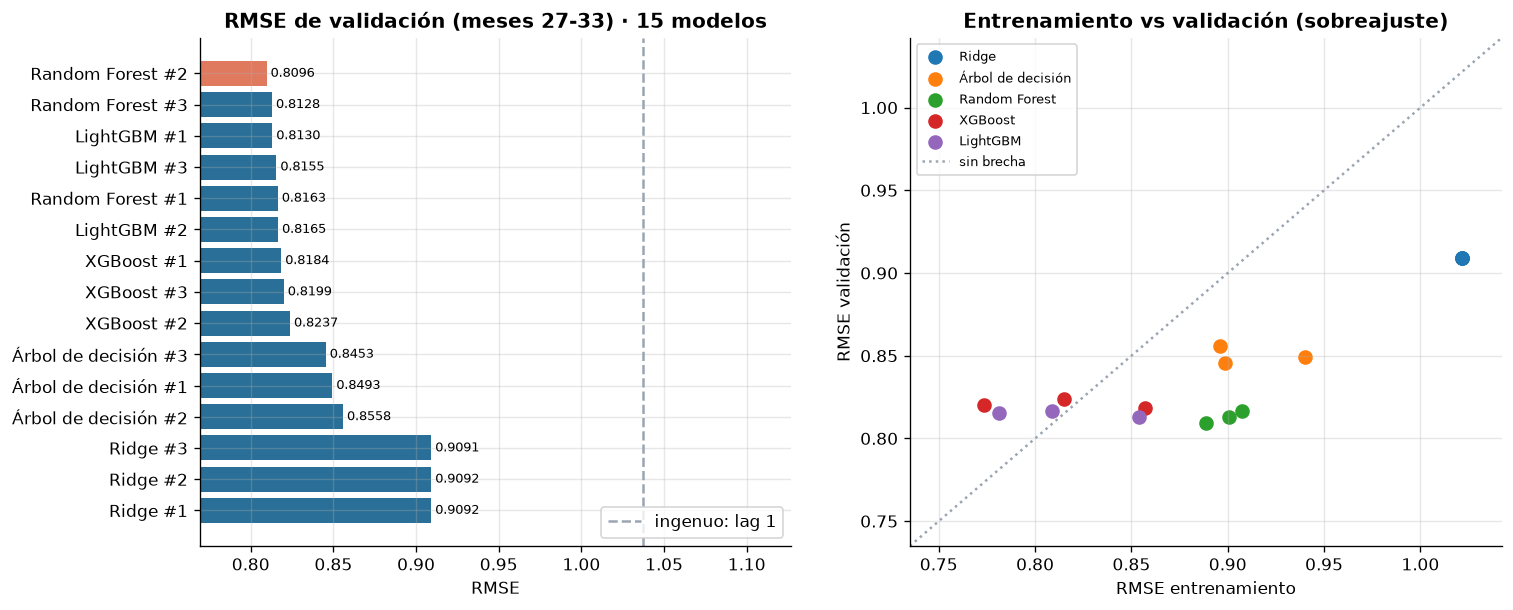 RMSE de validación (meses 27-33) · 15 modelos
Random Forest #2
0.8096
Random Forest #3
0.8128
LightGBM #1
0.8130
LightGBM #3
0.8155
Random Forest #1
0.8163
LightGBM #2
0.8165
XGBoost #1
0.8184
XGBoost #3
0.8199
XGBoost #2
0.8237
Árbol de decisión #3
0.8453
Árbol de decisión #1
0.8493
Árbol de decisión #2
0.8558
Ridge #3
0.9091
Ridge #2
0.9092
Ridge #1
0.9092
ingenuo: lag 1
0.80 0.85 0.90 0.95 1.00 1.05 1.10
RMSE
Entrenamiento vs validación (sobreajuste)
Ridge
Árbol de decisión
Random Forest
XGBoost
LightGBM
sin brecha
RMSE validación
1.00
0.95
0.90
0.85
0.80
0.75
0.75 0.80 0.85 0.90 0.95 1.00
RMSE entrenamiento